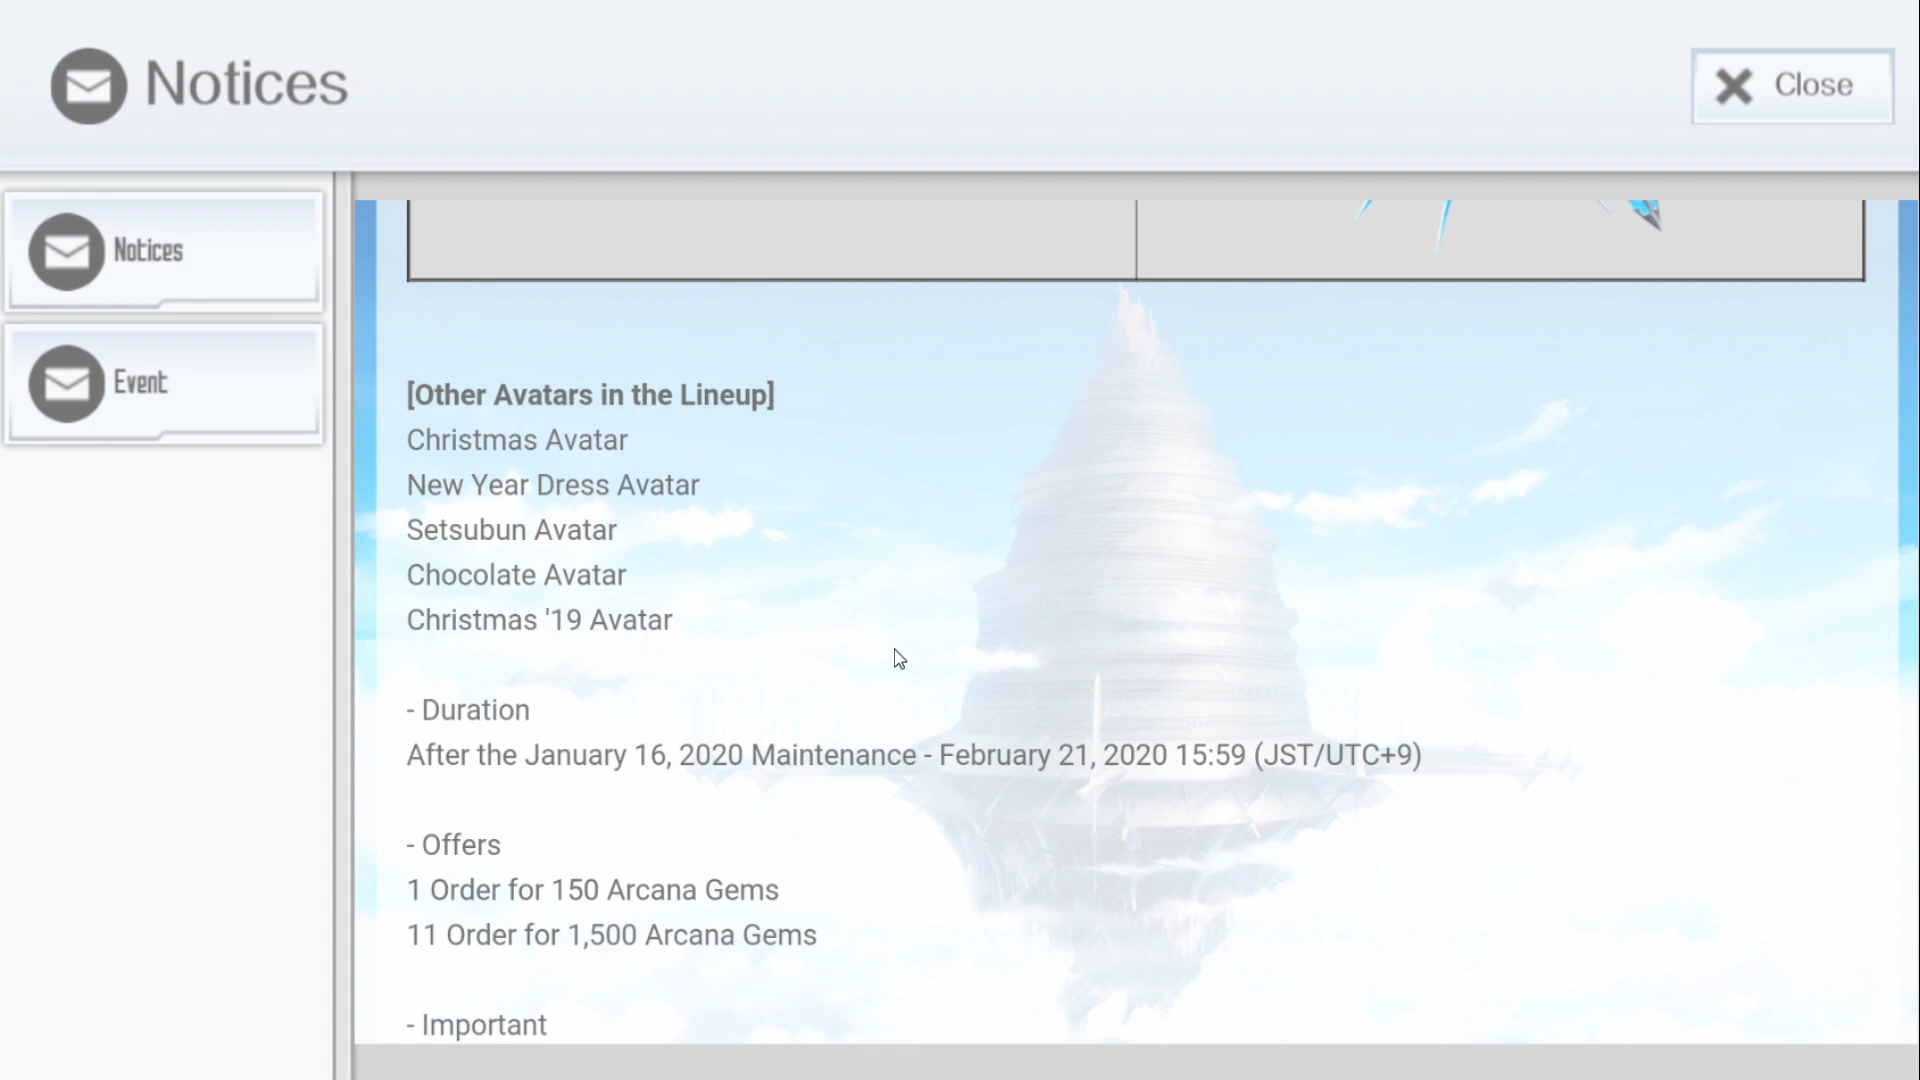 Notices
Close
Notices
Event
[Other Avatars in the Lineup]
Christmas Avatar
New Year Dress Avatar
Setsubun Avatar
Chocolate Avatar
Christmas '19 Avatar
- Duration
After the January 16, 2020 Maintenance - February 21, 2020 15:59 (JST/UTC+9)
- Offers
1 Order for 150 Arcana Gems
11 Order for 1,500 Arcana Gems
- Important